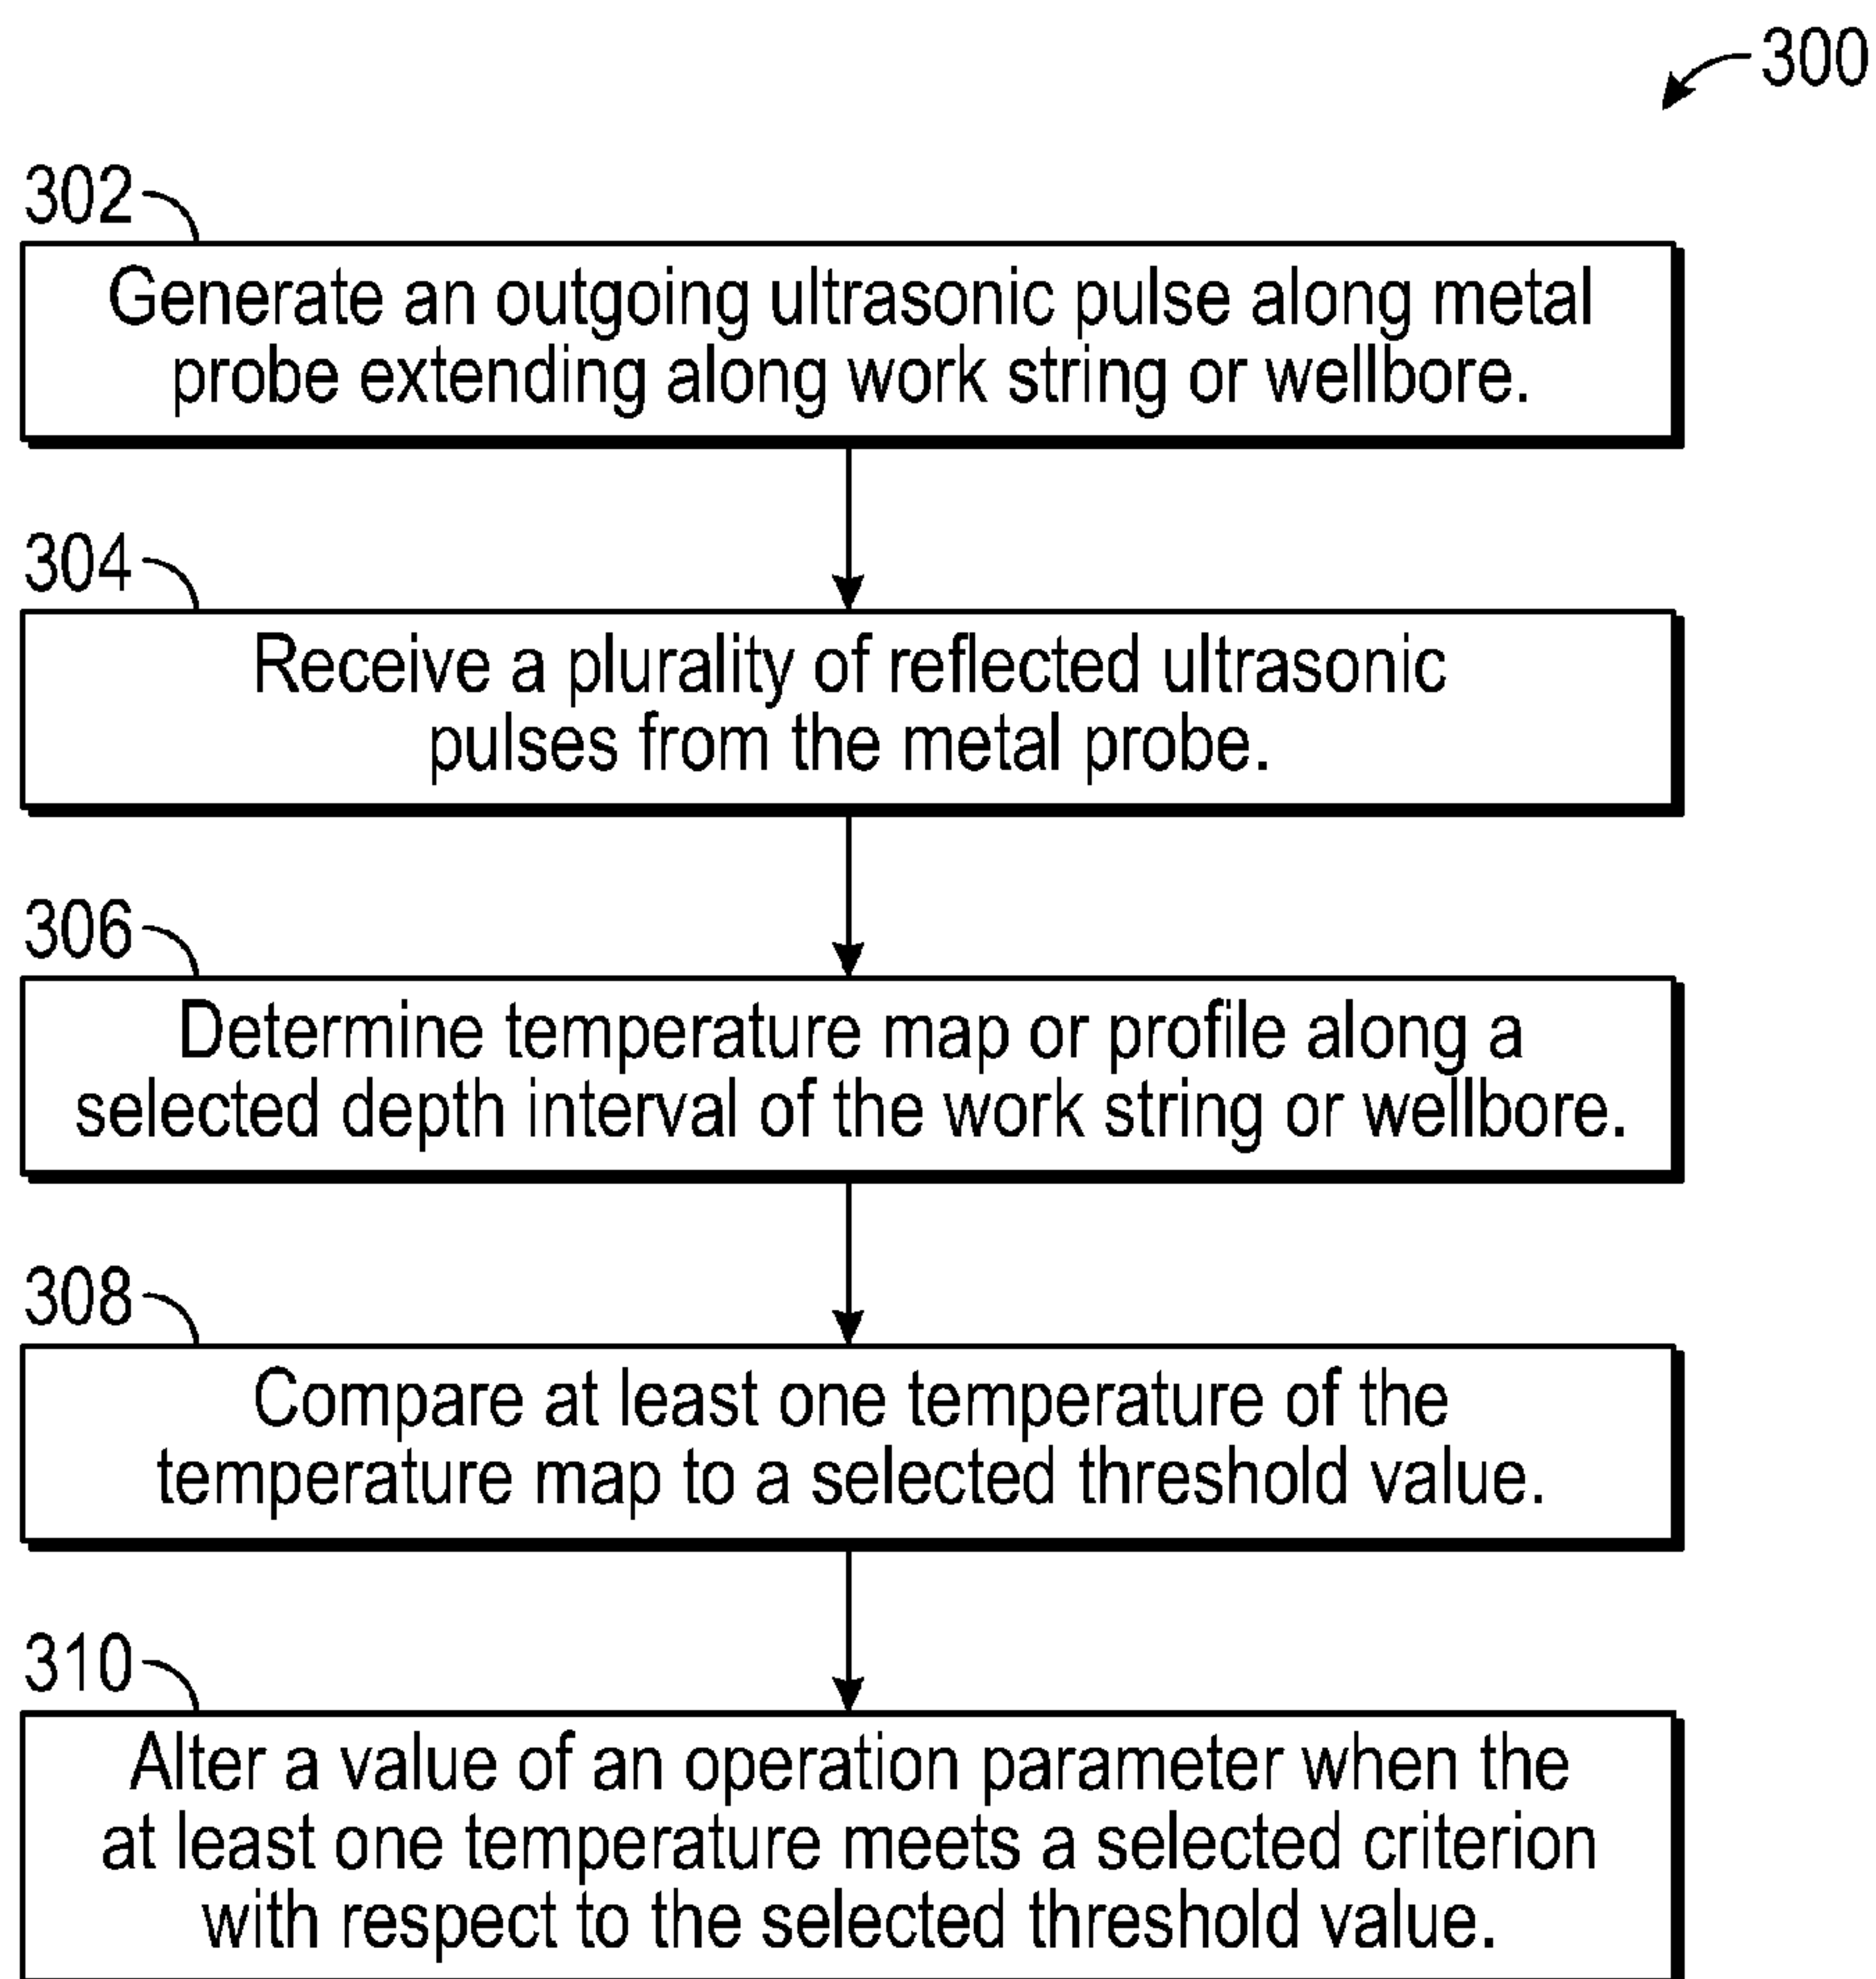 300
302
Generate an outgoing ultrasonic pulse along metal
probe extending along work string or wellbore.
304
Receive a plurality of reflected ultrasonic
pulses from the metal probe.
306
Determine temperature map or profile along a
selected depth interval of the work string or wellbore.
308
Compare at least one temperature of the
temperature map to a selected threshold value.
310
Alter a value of an operation parameter when the
at least one temperature meets a selected criterion
with respect to the selected threshold value.